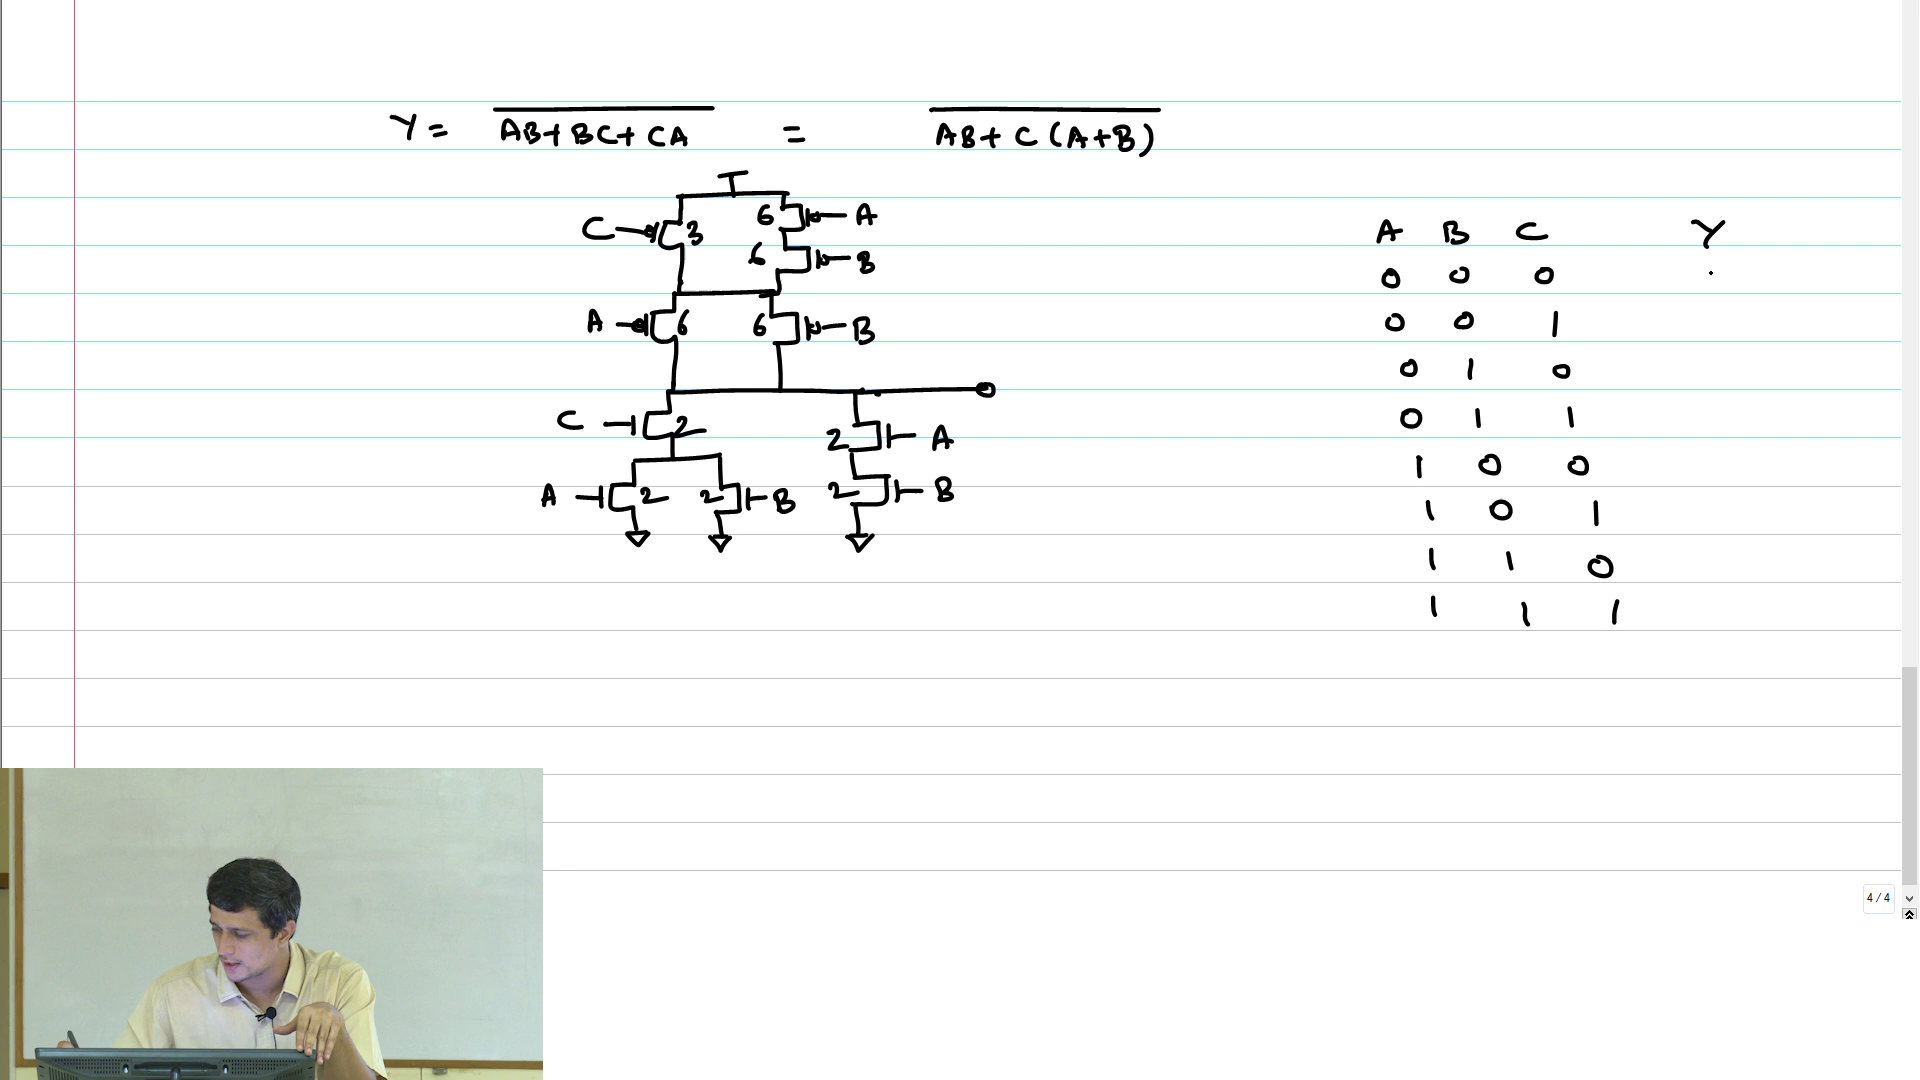 Y = \overline{AB+BC+CA} = \overline{AB+C(A+B)}
C 3 6 A
6 B
A 6 6 B
C 2 2 A
A 2 2 B 2 B
A B C Y
0 0 0
0 0 1
0 1 0
0 1 1
1 0 0
1 0 1
1 1 0
1 1 1
4 / 4